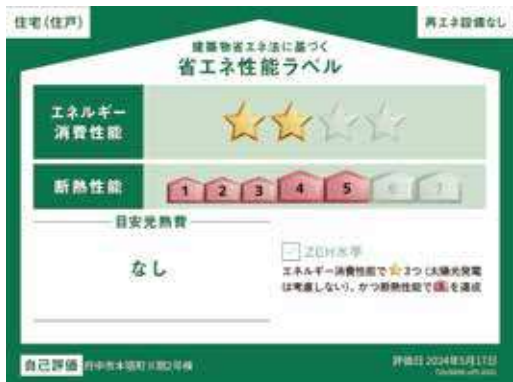 住宅(住戸)
再エネ設備なし
建築物省エネ法に基づく
省エネ性能ラベル
エネルギー
消費性能
断熱性能
1 2 3 4 5 6 7
目安光熱費
なし
ZEH水準
エネルギー消費性能で★3つ(太陽光発電
は考慮しない)、かつ断熱性能で5を達成
自己評価
評価日 2024年5月17日